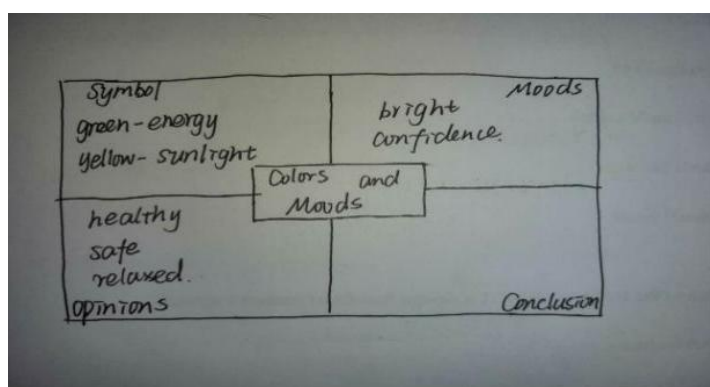 Symbol
green-energy
yellow-sunlight
Moods
bright
confidence.
Colors and
Moods
healthy
safe
relaxed.
Opinions
Conclusion